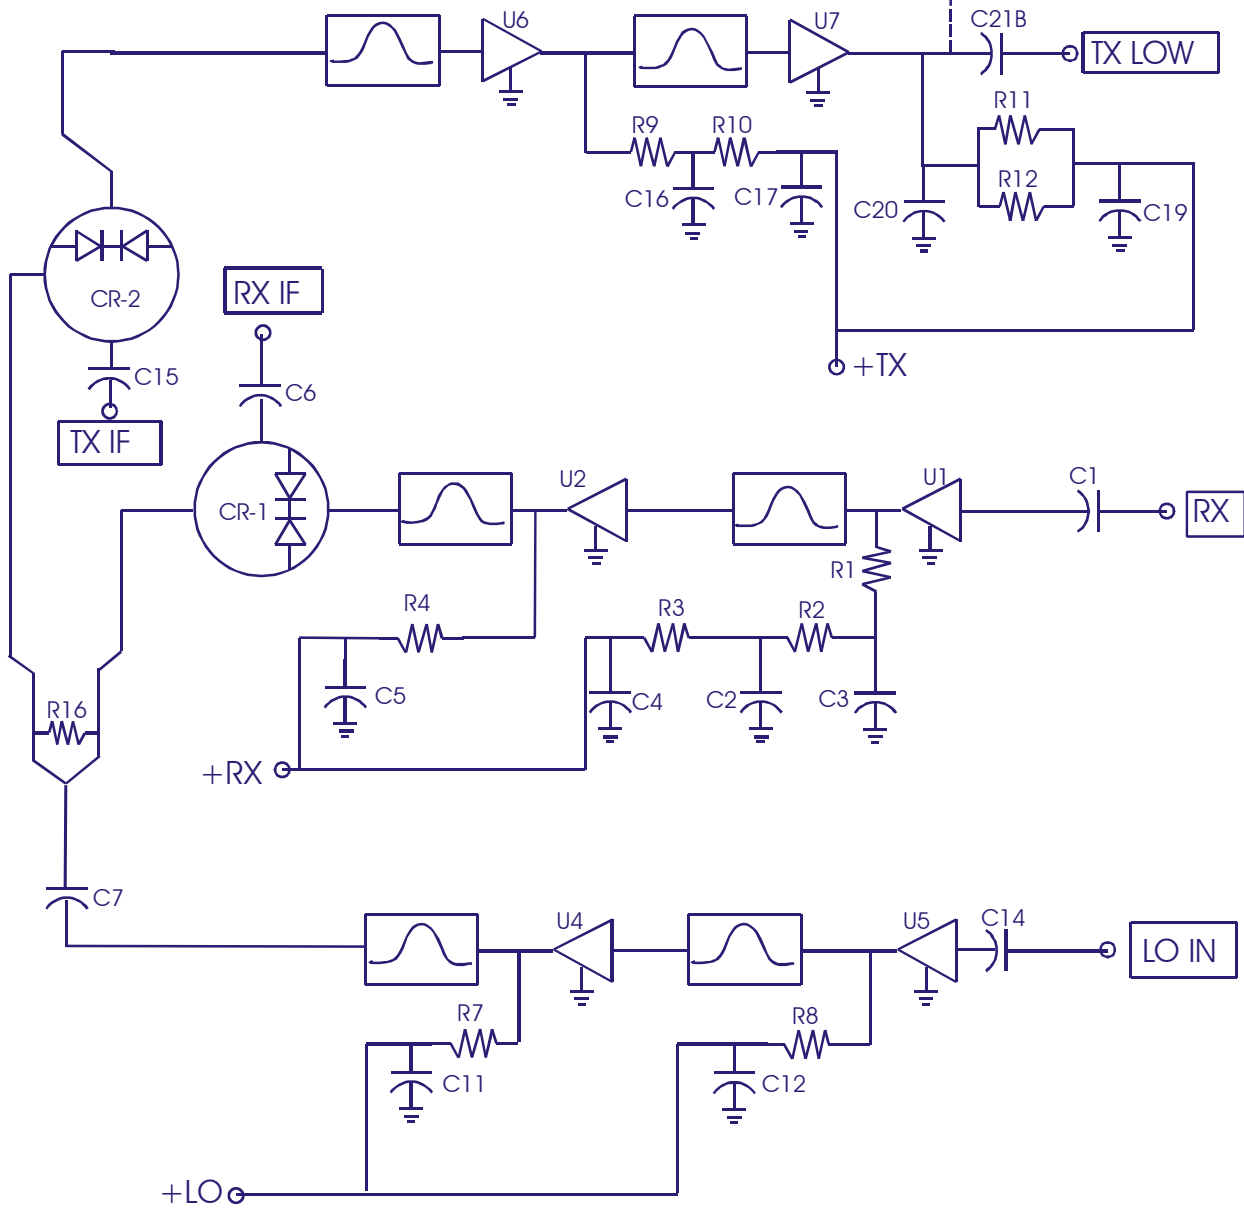 U6
U7
C21B
TX LOW
R11
R9
R10
R12
C16
C17
C20
C19
CR-2
RX IF
+TX
C15
C6
TX IF
U2
U1
C1
CR-1
RX
R1
R4
R3
R2
C5
C4
C2
C3
R16
+RX
C7
U4
U5
C14
LO IN
R7
R8
C11
C12
+LO